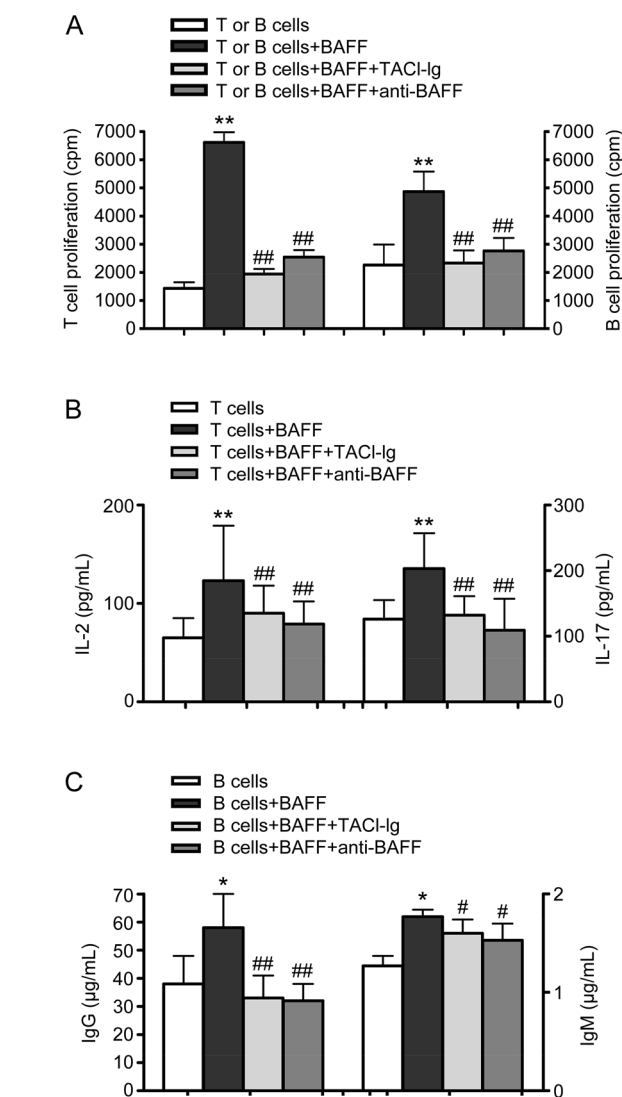 A
T or B cells
T or B cells+BAFF
T or B cells+BAFF+TACI-Ig
T or B cells+BAFF+anti-BAFF
T cell proliferation (cpm)
7000
6000
5000
4000
3000
2000
1000
0
**
##
##
**
##
##
7000
6000
5000
4000
3000
2000
1000
0
B cell proliferation (cpm)
B
T cells
T cells+BAFF
T cells+BAFF+TACI-Ig
T cells+BAFF+anti-BAFF
IL-2 (pg/mL)
200
100
0
**
##
##
**
##
##
300
200
100
0
IL-17 (pg/mL)
C
B cells
B cells+BAFF
B cells+BAFF+TACI-Ig
B cells+BAFF+anti-BAFF
IgG (µg/mL)
70
60
50
40
30
20
10
0
*
##
##
*
#
#
2
1
0
IgM (µg/mL)